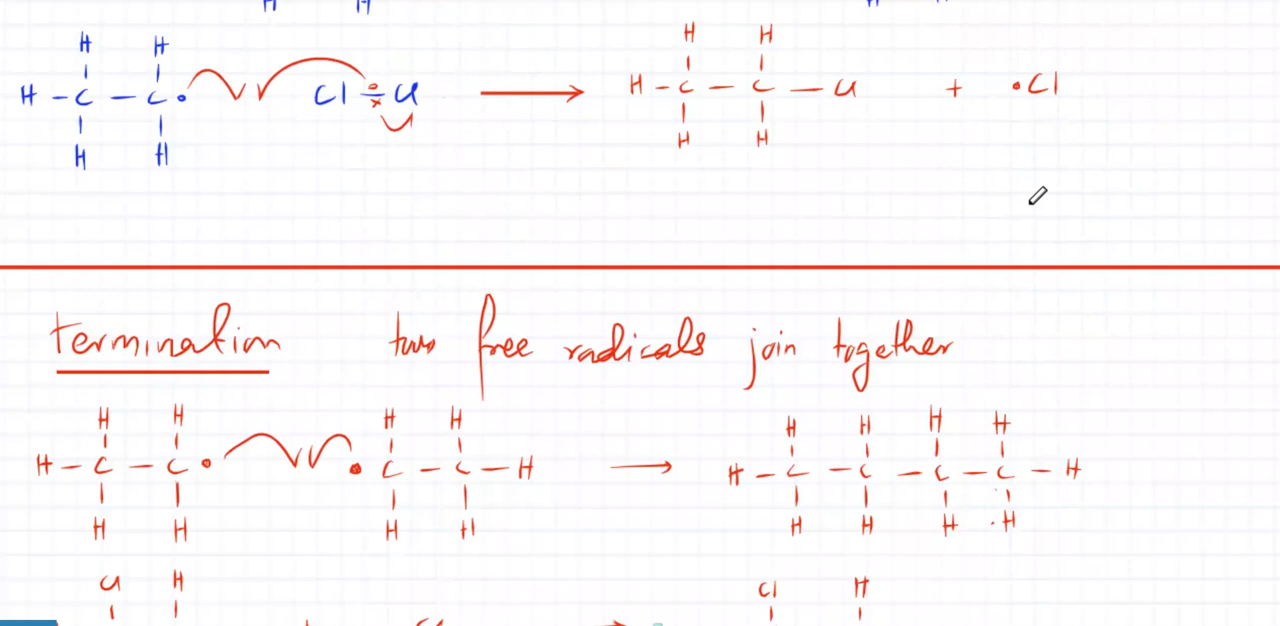 H H
H H
H – C – C • Cl – Cl → H – C – C – Cl + • Cl
H H
H H
termination two free radicals join together
H H H H H H H H
H – C – C • • C – C – H → H – C – C – C – C – H
H H H H H H H H
Cl H Cl H